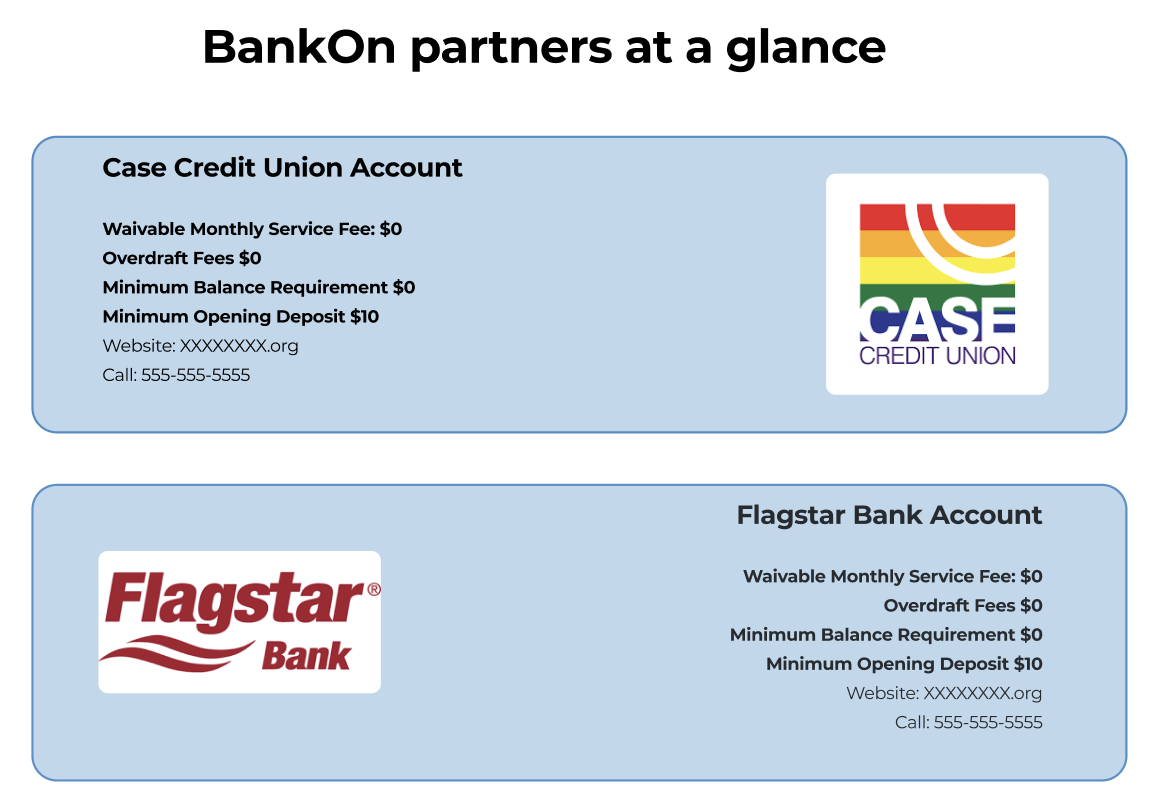 BankOn partners at a glance
Case Credit Union Account
Waivable Monthly Service Fee: $0
Overdraft Fees $0
Minimum Balance Requirement $0
Minimum Opening Deposit $10
Website: XXXXXXXX.org
Call: 555-555-5555
CASE
CREDIT UNION
Flagstar®
Bank
Flagstar Bank Account
Waivable Monthly Service Fee: $0
Overdraft Fees $0
Minimum Balance Requirement $0
Minimum Opening Deposit $10
Website: XXXXXXXX.org
Call: 555-555-5555